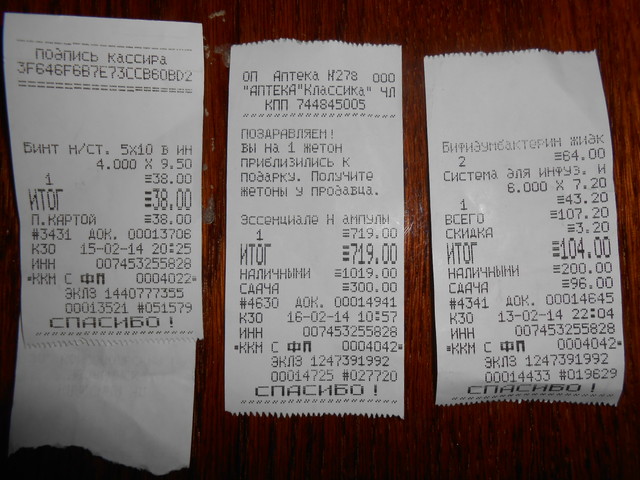 подпись кассира
3F646F6B7E73CCB60BD2
БИНТ Н/СТ. 5Х10 В ИН
4.000 X 9.50
1 ≡38.00
ИТОГ ≡38.00
П.КАРТОЙ ≡38.00
#3431 ДОК. 00013706
К30 15-02-14 20:25
ИНН 007453255828
*ККМ С ФП 0004022*
ЭКЛЗ 1440777355
00013521 #051579
СПАСИБО!
ОП Аптека №278 ООО
"АПТЕКА"Классика" ЧЛ
КПП 744845005
ПОЗДРАВЛЯЕМ!
ВЫ НА 1 ЖЕТОН
ПРИБЛИЗИЛИСЬ К
ПОДАРКУ. ПОЛУЧИТЕ
ЖЕТОНЫ У ПРОДАВЦА.
Эссенциале Н ампулы
1 ≡719.00
ИТОГ ≡719.00
НАЛИЧНЫМИ ≡1019.00
СДАЧА ≡300.00
#4630 ДОК. 00014941
К30 16-02-14 10:57
ИНН 007453255828
*ККМ С ФП 0004042*
ЭКЛЗ 1247391992
00014725 #027720
СПАСИБО!
Бифидумбактерин жидк
2 ≡64.00
Система для инфуз. И
6.000 X 7.20
1 ≡43.20
ВСЕГО ≡107.20
СКИДКА ≡3.20
ИТОГ ≡104.00
НАЛИЧНЫМИ ≡200.00
СДАЧА ≡96.00
#4341 ДОК. 00014645
К30 13-02-14 22:04
ИНН 007453255828
*ККМ С ФП 0004042*
ЭКЛЗ 1247391992
00014433 #019629
СПАСИБО!